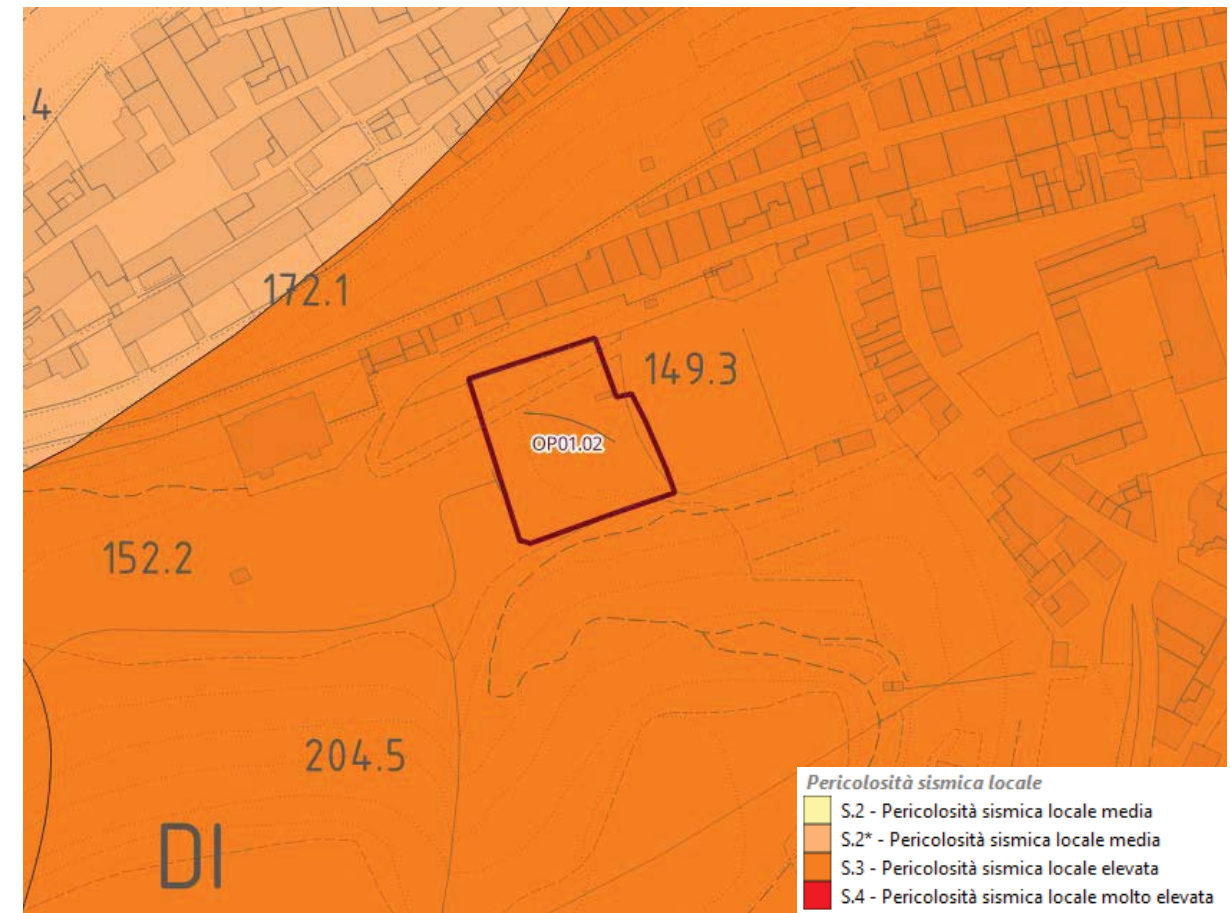 .4
172.1
149.3
OP01.02
152.2
204.5
DI
Pericolosità sismica locale
S.2 - Pericolosità sismica locale media
S.2* - Pericolosità sismica locale media
S.3 - Pericolosità sismica locale elevata
S.4 - Pericolosità sismica locale molto elevata